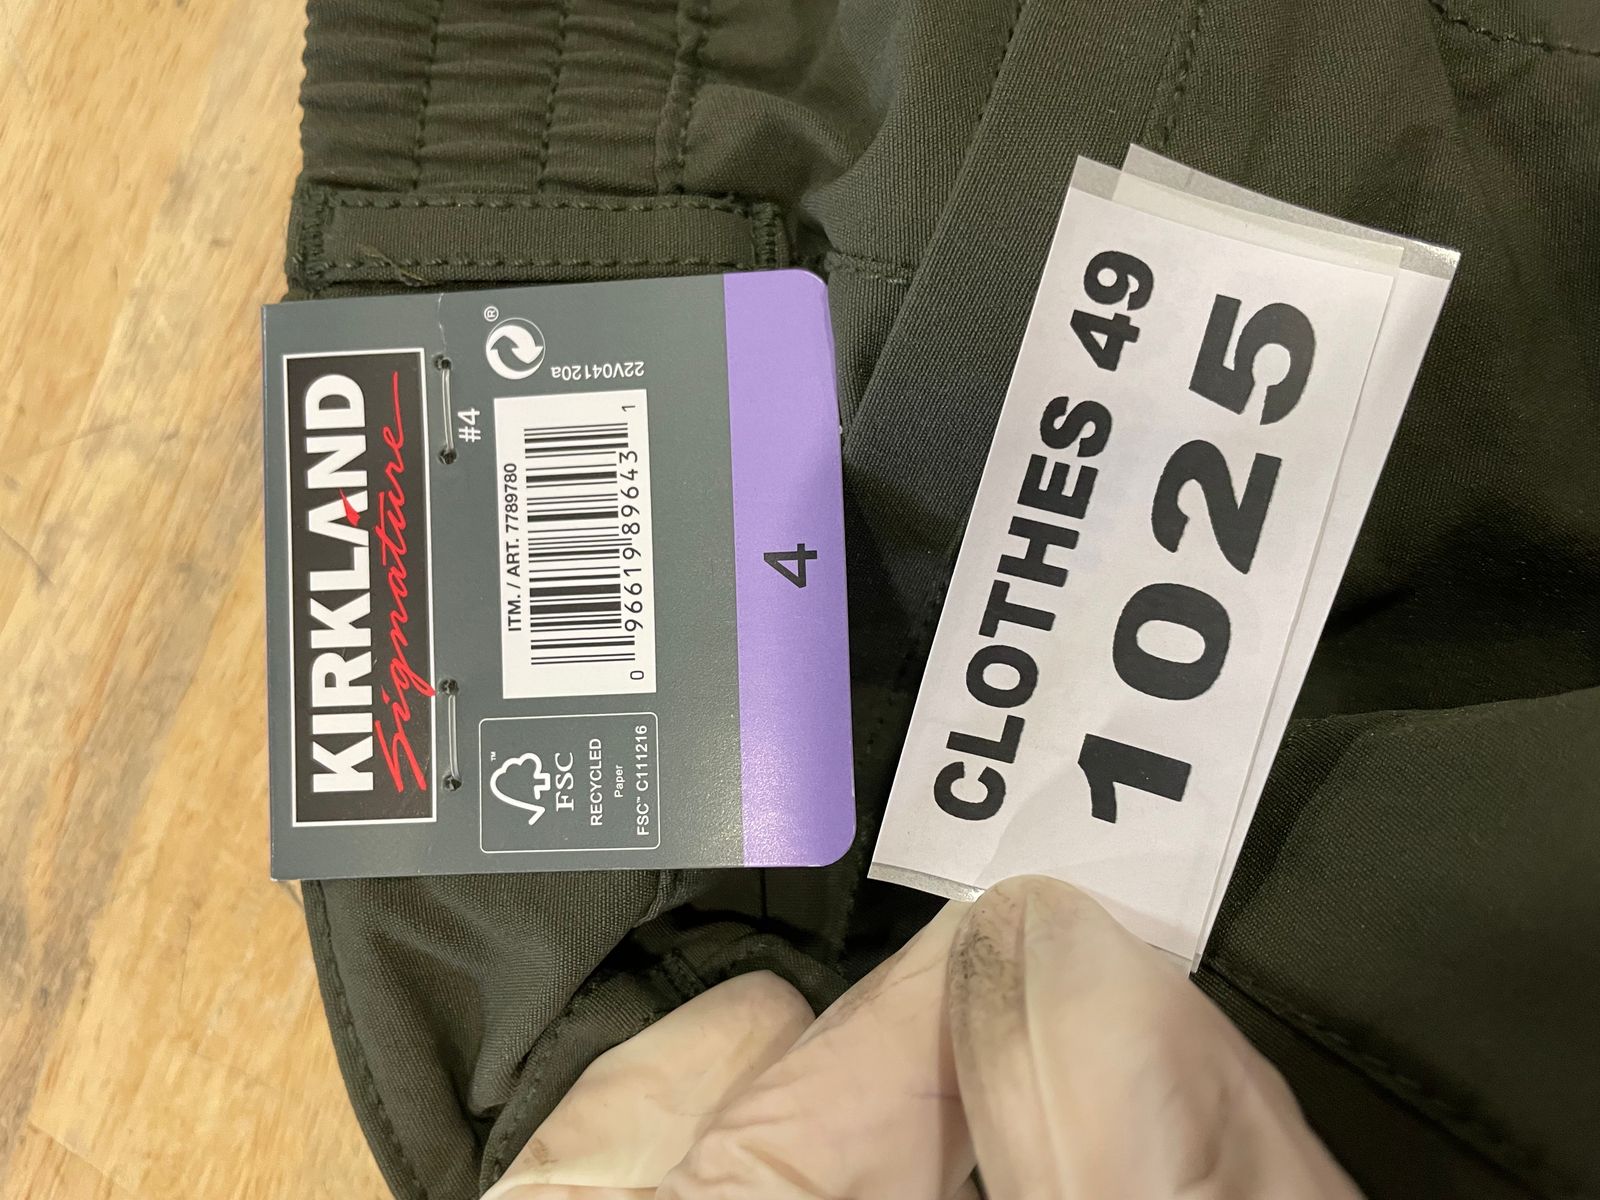 KIRKLAND
Signature
#4
®
22V04120a
ITM. / ART. 7789780
0 96619 89643 1
™
FSC
RECYCLED
Paper
FSC™ C111216
4
CLOTHES 49
1025